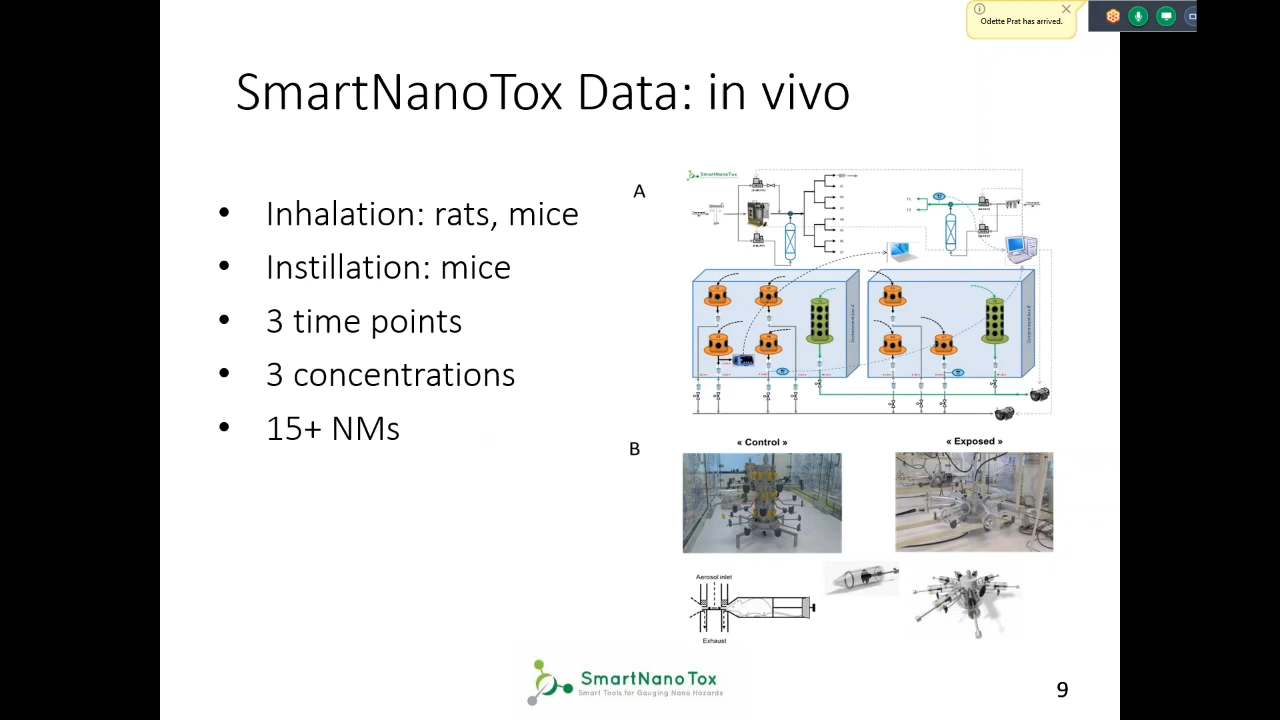 Odette Prat has arrived.
SmartNanoTox Data: in vivo
• Inhalation: rats, mice
• Instillation: mice
• 3 time points
• 3 concentrations
• 15+ NMs
A
SmartNanoTox
B
« Control »
« Exposed »
Aerosol inlet
Exhaust
SmartNanoTox
Smart Tools for Gauging Nano Hazards
9